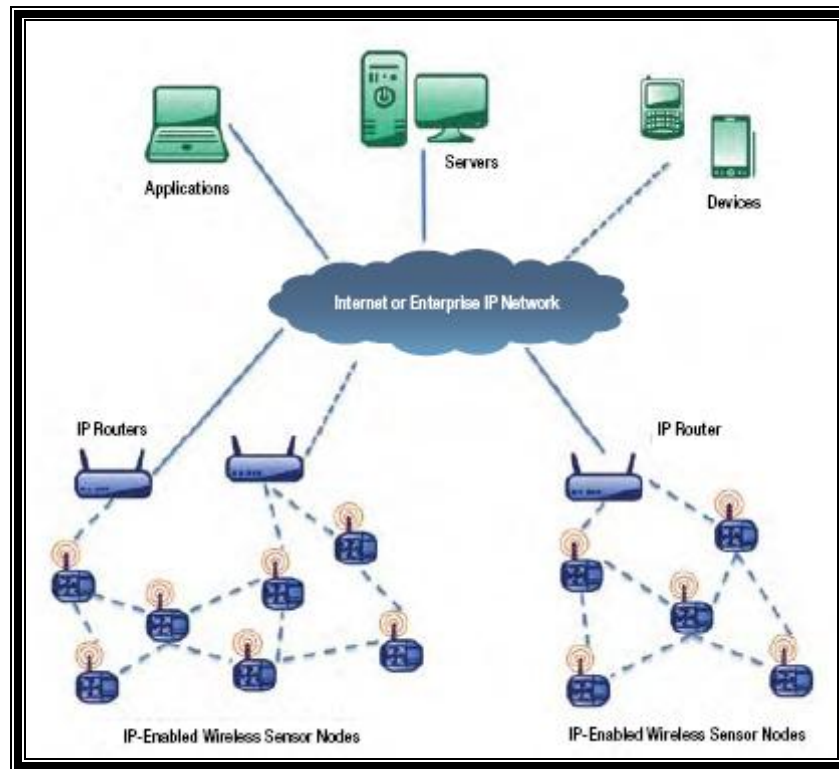 Applications
Servers
Devices
Internet or Enterprise IP Network
IP Routers
IP Router
IP-Enabled Wireless Sensor Nodes
IP-Enabled Wireless Sensor Nodes